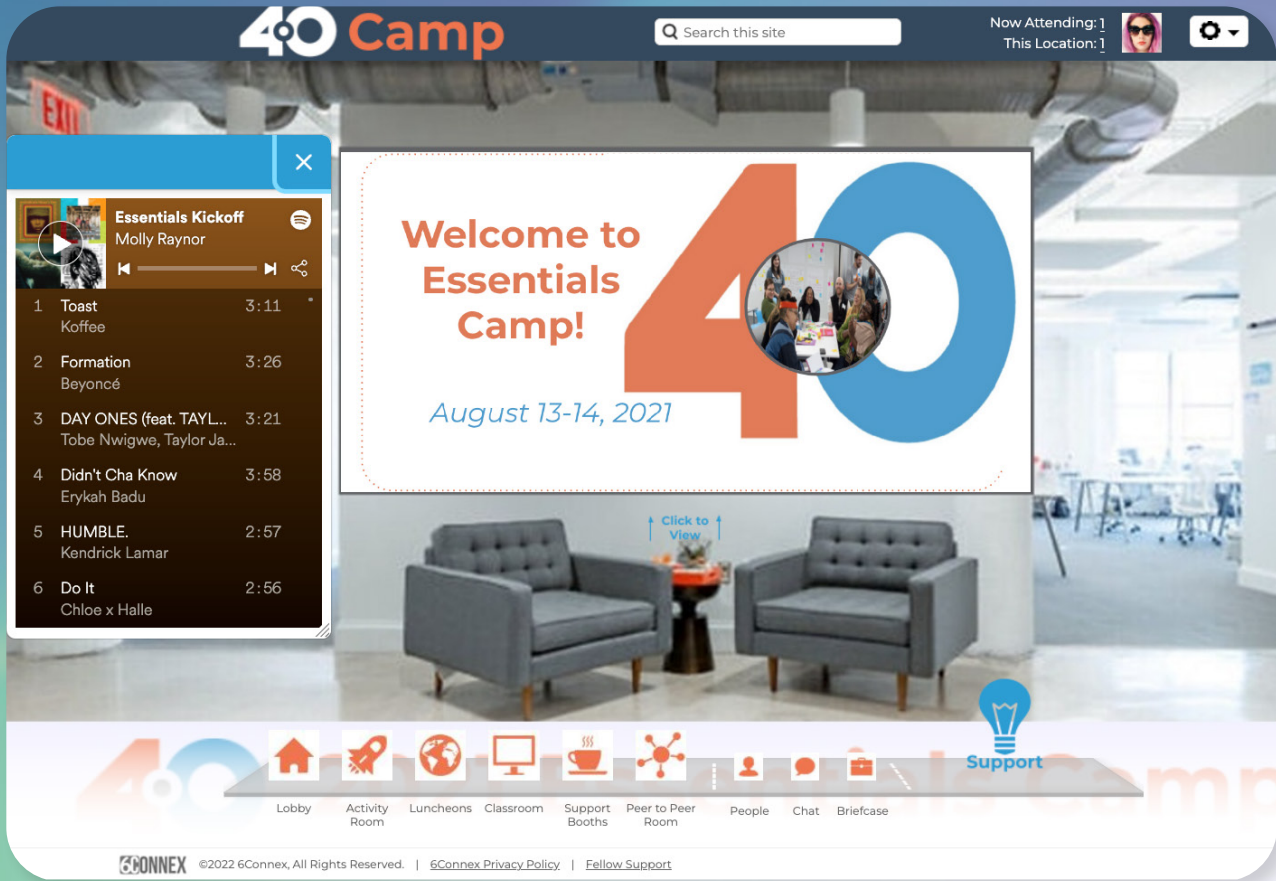 40 Camp
Search this site
Now Attending: 1
This Location: 1
EXIT
Essentials Kickoff
Molly Raynor
1 Toast 3:11
Koffee
2 Formation 3:26
Beyoncé
3 DAY ONES (feat. TAYL... 3:21
Tobe Nwigwe, Taylor Ja...
4 Didn't Cha Know 3:58
Erykah Badu
5 HUMBLE. 2:57
Kendrick Lamar
6 Do It 2:56
Chloe x Halle
Welcome to
Essentials
Camp!
40
August 13-14, 2021
Click to
View
Support
40 2021 Essentials Camp
Lobby
Activity
Room
Luncheons
Classroom
Support
Booths
Peer to Peer
Room
People
Chat
Briefcase
6CONNEX ©2022 6Connex, All Rights Reserved. | 6Connex Privacy Policy | Fellow Support